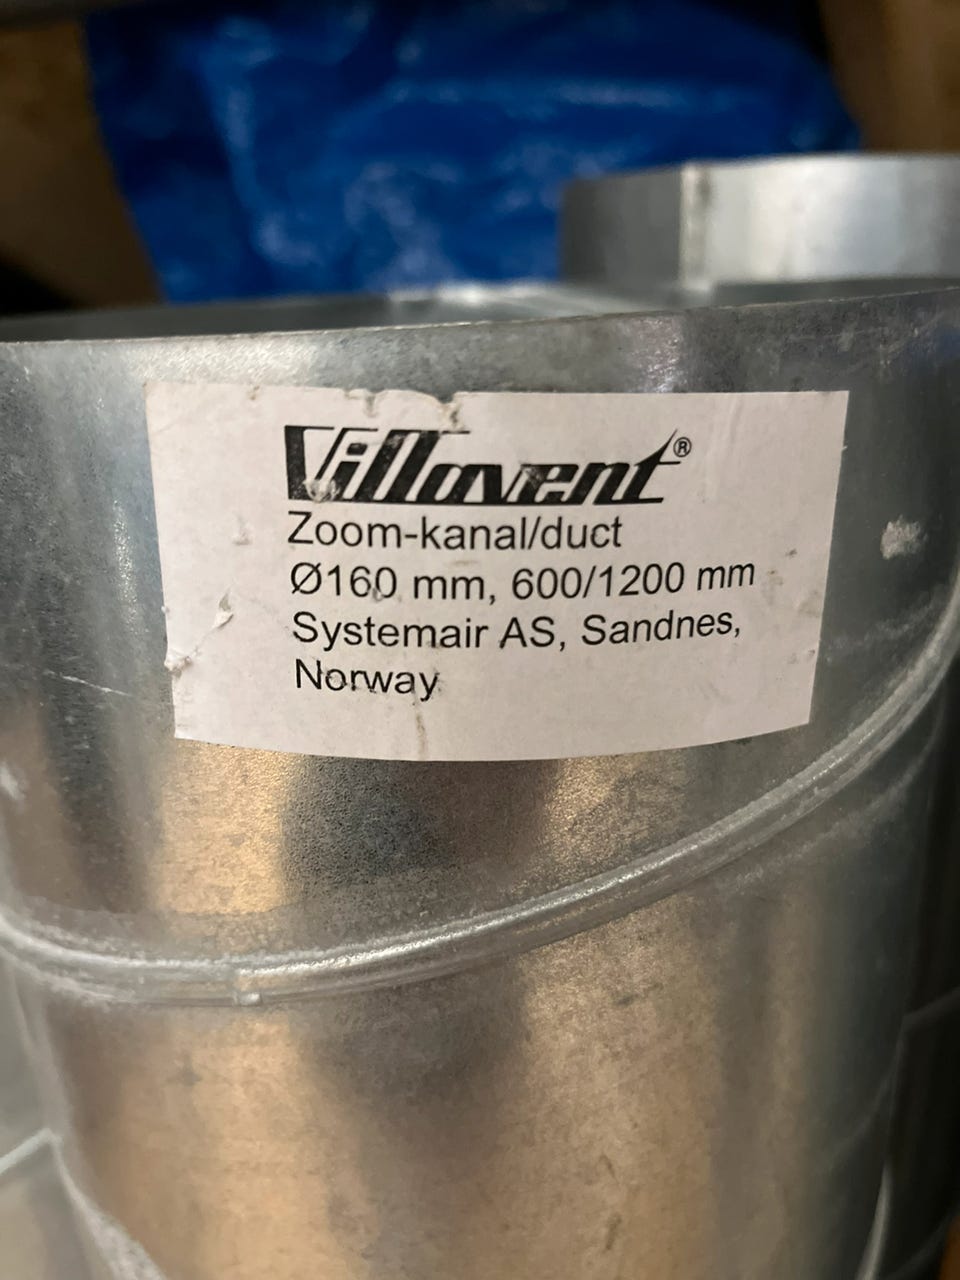 Villavent®
Zoom-kanal/duct
Ø160 mm, 600/1200 mm
Systemair AS, Sandnes,
Norway